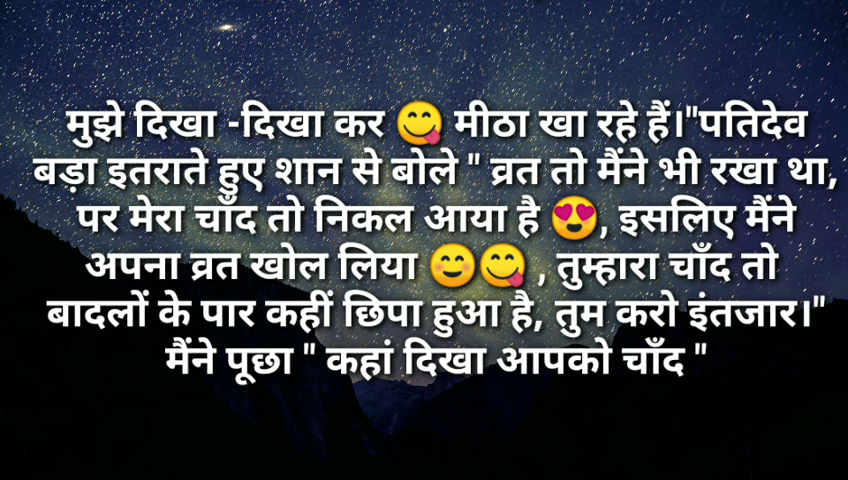 मुझे दिखा -दिखा कर 😋 मीठा खा रहे हैं।"पतिदेव
बड़ा इतराते हुए शान से बोले " व्रत तो मैंने भी रखा था,
पर मेरा चाँद तो निकल आया है 😍, इसलिए मैंने
अपना व्रत खोल लिया ☺️😋 , तुम्हारा चाँद तो
बादलों के पार कहीं छिपा हुआ है, तुम करो इंतजार।"
मैंने पूछा " कहां दिखा आपको चाँद "